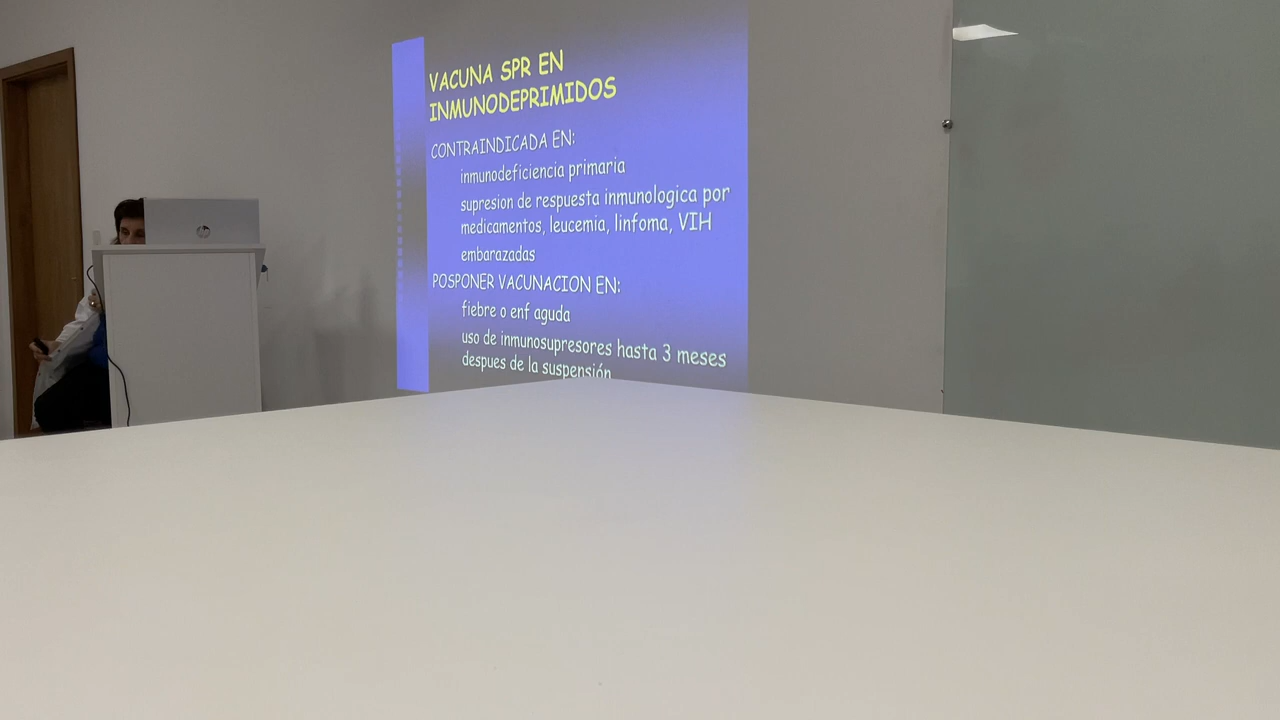 VACUNA SPR EN
INMUNODEPRIMIDOS
CONTRAINDICADA EN:
inmunodeficiencia primaria
supresion de respuesta inmunologica por
medicamentos, leucemia, linfoma, VIH
embarazadas
POSPONER VACUNACION EN:
fiebre o enf aguda
uso de inmunosupresores hasta 3 meses
despues de la suspensión